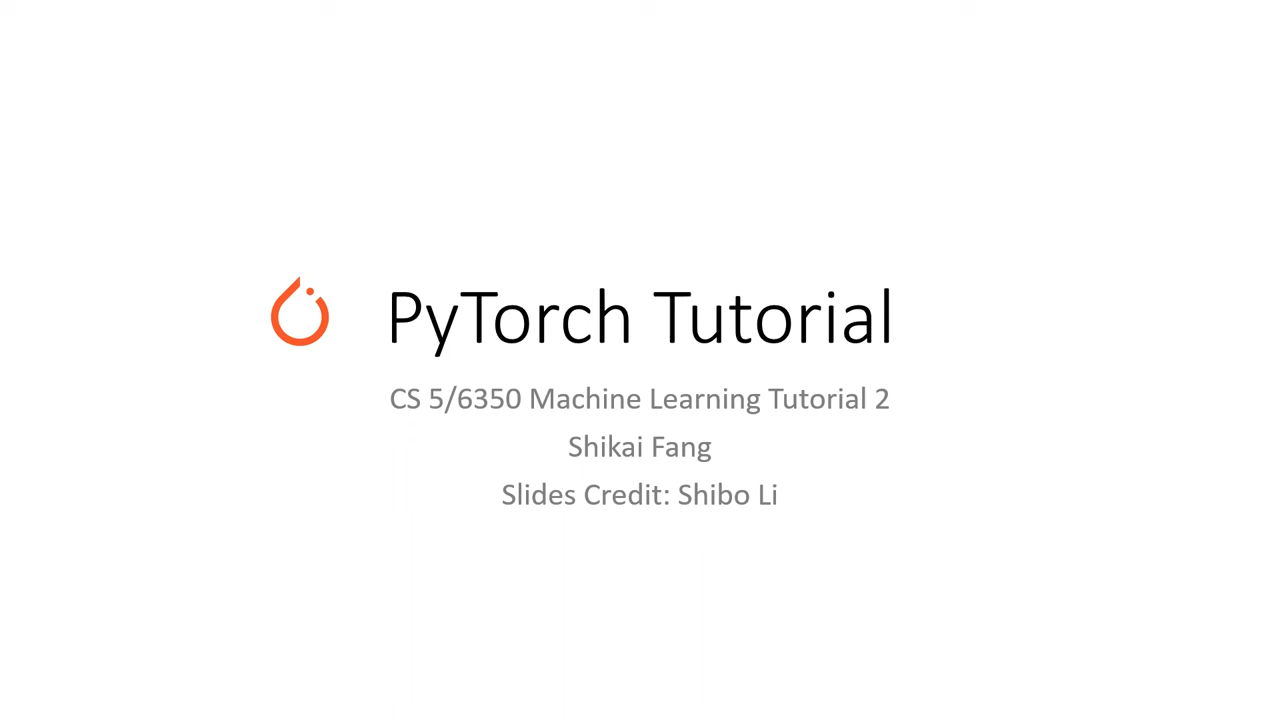 PyTorch Tutorial
CS 5/6350 Machine Learning Tutorial 2
Shikai Fang
Slides Credit: Shibo Li